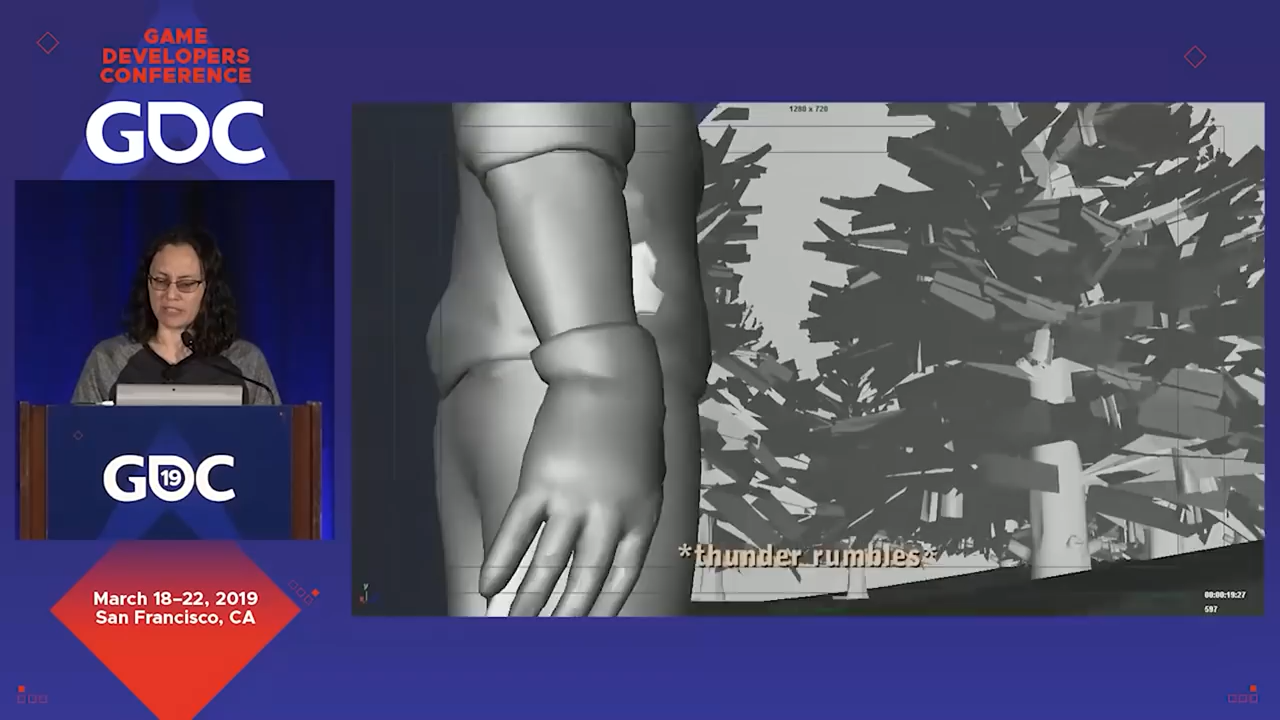 GAME
DEVELOPERS
CONFERENCE
GDC
GDC
19
March 18–22, 2019
San Francisco, CA
1280 x 720
*thunder rumbles*
00:00:19:27
597